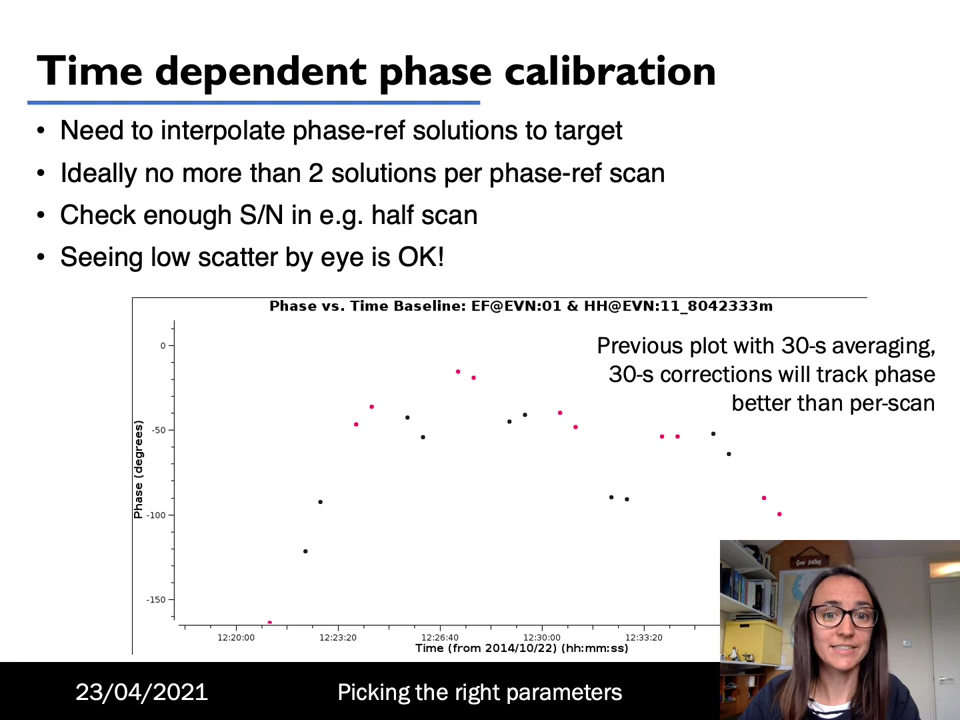 Time dependent phase calibration
• Need to interpolate phase-ref solutions to target
• Ideally no more than 2 solutions per phase-ref scan
• Check enough S/N in e.g. half scan
• Seeing low scatter by eye is OK!
Phase vs. Time Baseline: EF@EVN:01 & HH@EVN:11_8042333m
Previous plot with 30-s averaging,
30-s corrections will track phase
better than per-scan
Phase (degrees)
0
-50
-100
-150
12:20:00 12:23:20 12:26:40 12:30:00 12:33:20
Time (from 2014/10/22) (hh:mm:ss)
23/04/2021 Picking the right parameters